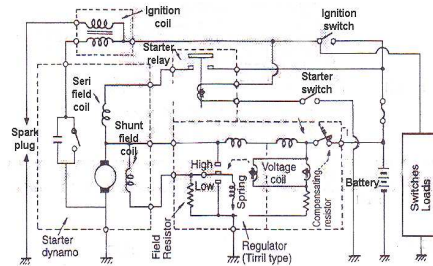 Ignition
coil
Ignition
switch
Starter
relay
Starter
switch
Seri
field
coil
Spark
plug
Shunt
field
coil
High
Low
Spring
Voltage
coil
Compensating.
resistor
Battery
Switches
Loads
Starter
dynamo
Field
Resistor
Regulator
(Tirril type)